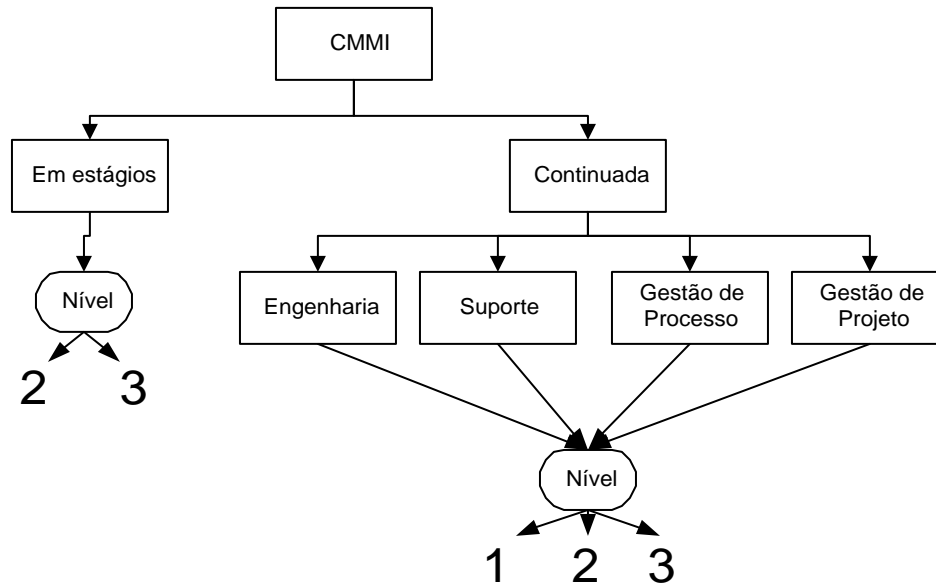 CMMI
Em estágios
Continuada
Nível
2 3
Engenharia
Suporte
Gestão de
Processo
Gestão de
Projeto
Nível
1 2 3